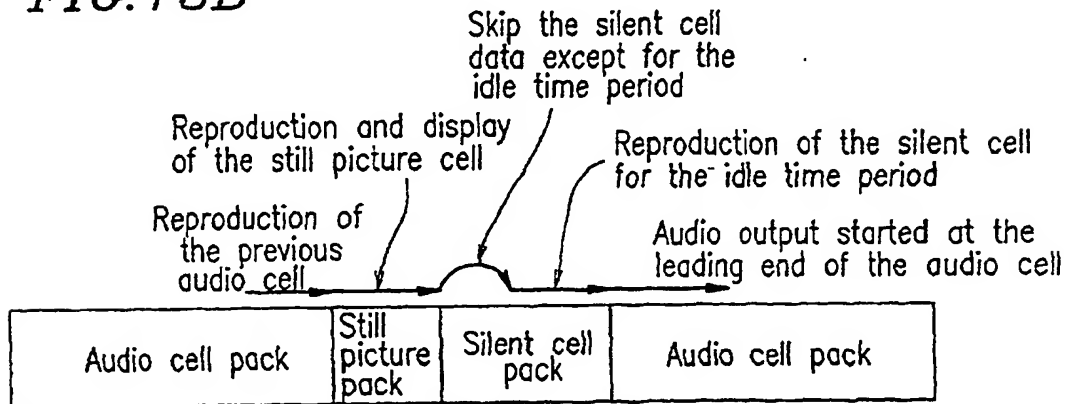 Skip the silent cell
data except for the
idle time period
Reproduction and display
of the still picture cell
Reproduction of the silent cell
for the idle time period
Reproduction of
the previous
audio cell
Audio output started at the
leading end of the audio cell
Audio cell pack
Still
picture
pack
Silent cell
pack
Audio cell pack